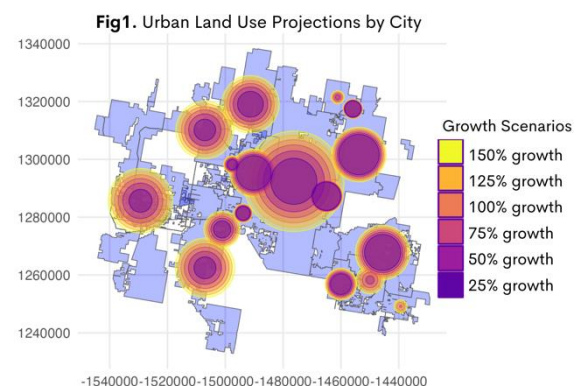 Fig1. Urban Land Use Projections by City
1340000
1320000
1300000
1280000
1260000
1240000
-1540000 -1520000 -1500000 -1480000 -1460000 -1440000
Growth Scenarios
150% growth
125% growth
100% growth
75% growth
50% growth
25% growth